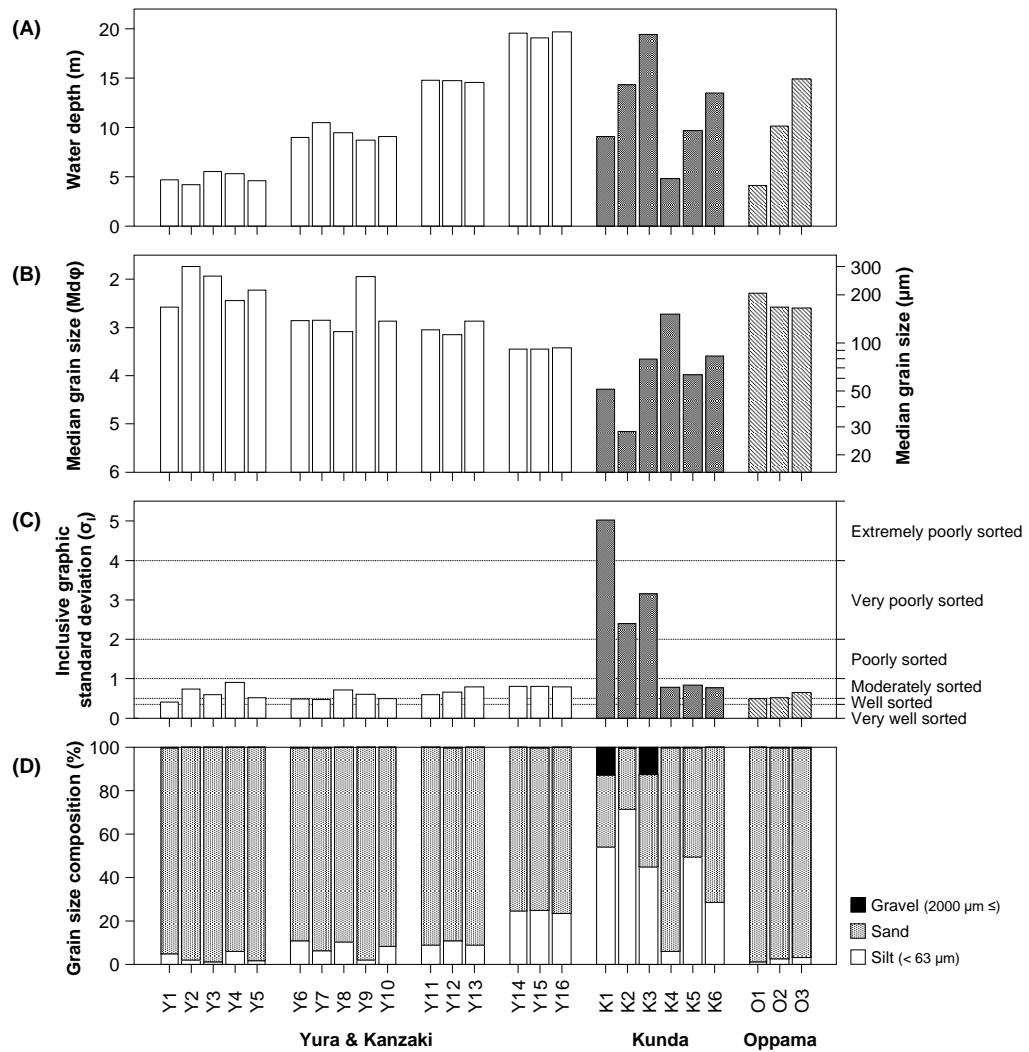 (A)
Water depth (m)
20
15
10
5
0
(B)
Median grain size (Mdφ)
2
3
4
5
6
300
200
100
50
30
20
Median grain size (μm)
(C)
Inclusive graphic
standard deviation (σI)
5
4
3
2
1
0
Extremely poorly sorted
Very poorly sorted
Poorly sorted
Moderately sorted
Well sorted
Very well sorted
(D)
Grain size composition (%)
100
80
60
40
20
0
Gravel (2000 μm ≤)
Sand
Silt (< 63 μm)
Y1 Y2 Y3 Y4 Y5 Y6 Y7 Y8 Y9 Y10 Y11 Y12 Y13 Y14 Y15 Y16 K1 K2 K3 K4 K5 K6 O1 O2 O3
Yura & Kanzaki Kunda Oppama